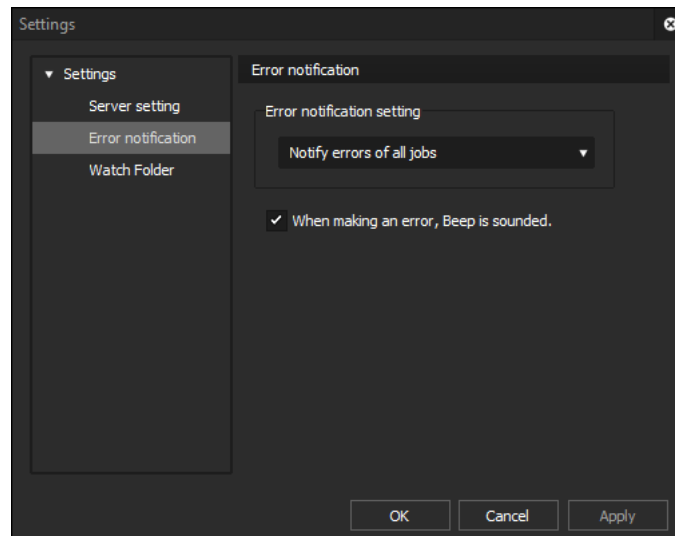 Settings
Settings
Server setting
Error notification
Watch Folder
Error notification
Error notification setting
Notify errors of all jobs
When making an error, Beep is sounded.
OK
Cancel
Apply